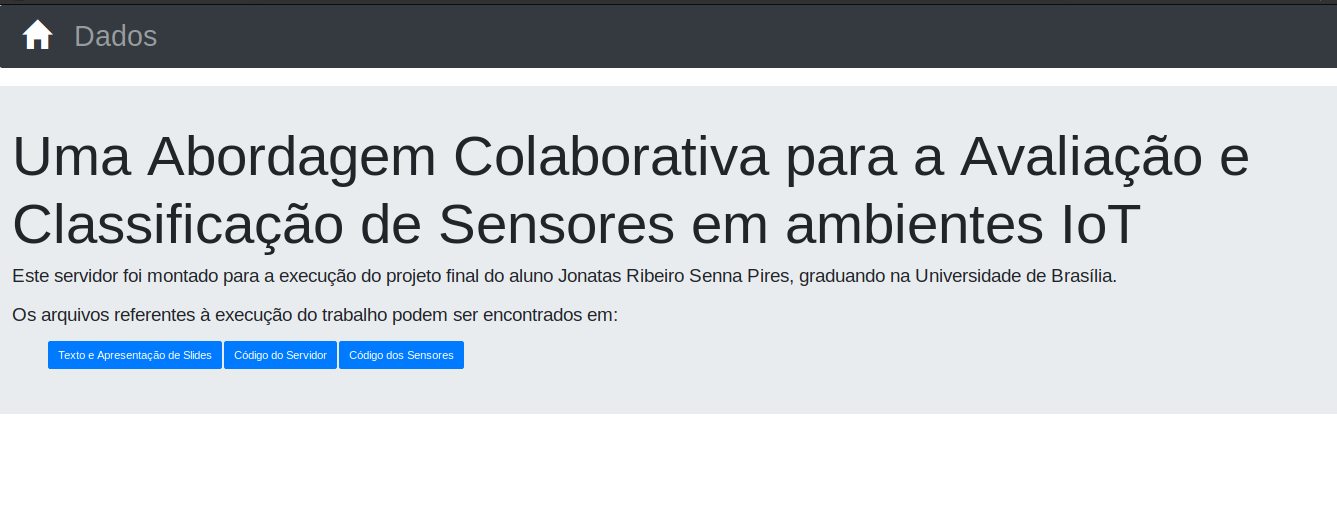 Dados
Uma Abordagem Colaborativa para a Avaliação e
Classificação de Sensores em ambientes IoT
Este servidor foi montado para a execução do projeto final do aluno Jonatas Ribeiro Senna Pires, graduando na Universidade de Brasília.
Os arquivos referentes à execução do trabalho podem ser encontrados em:
Texto e Apresentação de Slides Código do Servidor Código dos Sensores